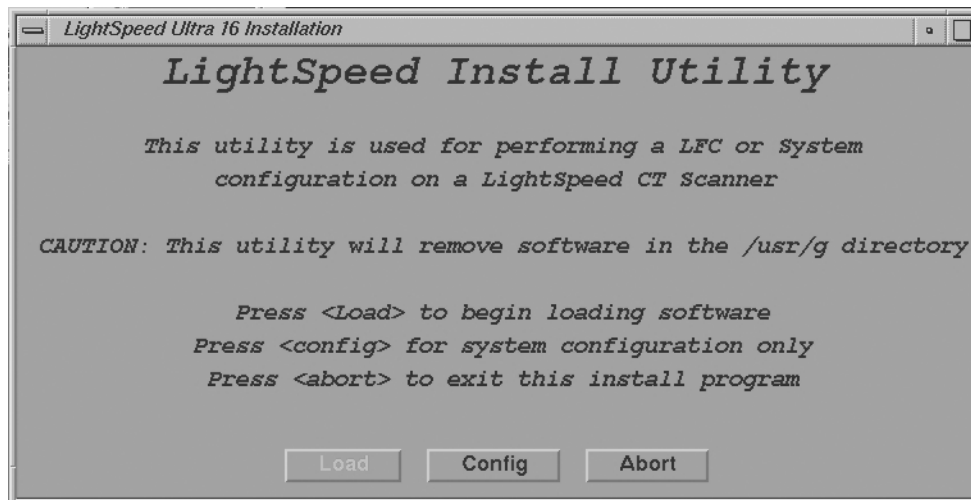 LightSpeed Ultra 16 Installation
LightSpeed Install Utility
This utility is used for performing a LFC or System
configuration on a LightSpeed CT Scanner
CAUTION: This utility will remove software in the /usr/g directory
Press <Load> to begin loading software
Press <config> for system configuration only
Press <abort> to exit this install program
Load Config Abort